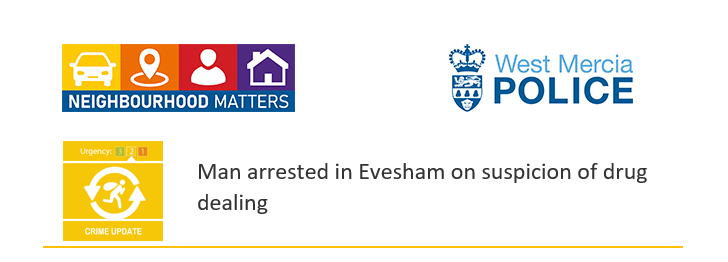 NEIGHBOURHOOD MATTERS
West Mercia
POLICE
Urgency: 3 2 1
CRIME UPDATE
Man arrested in Evesham on suspicion of drug
dealing